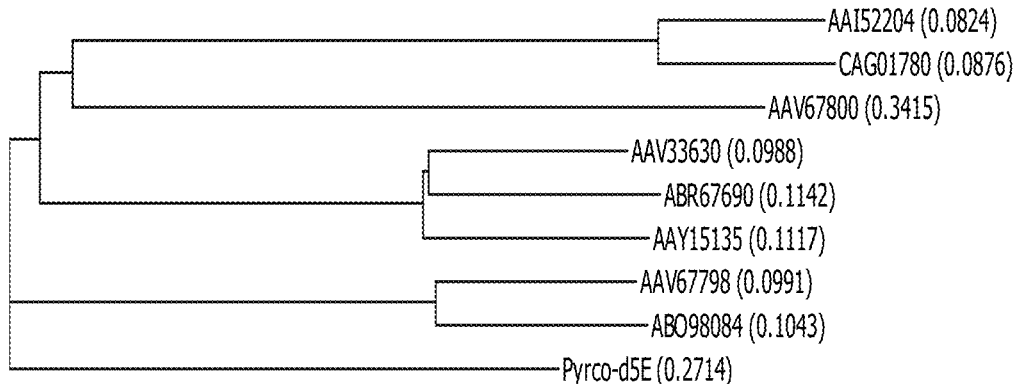 AAI52204 (0.0824)
CAG01780 (0.0876)
AAV67800 (0.3415)
AAV33630 (0.0988)
ABR67690 (0.1142)
AAY15135 (0.1117)
AAV67798 (0.0991)
ABO98084 (0.1043)
Pyrco-d5E (0.2714)